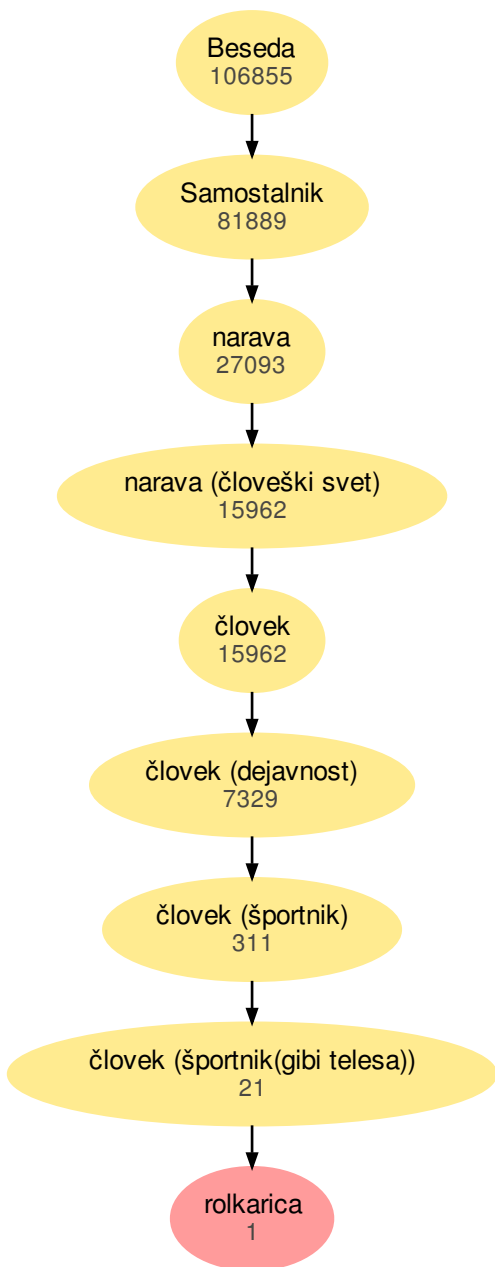 Beseda
106855
Samostalnik
81889
narava
27093
narava (človeški svet)
15962
človek
15962
človek (dejavnost)
7329
človek (športnik)
311
človek (športnik(gibi telesa))
21
rolkarica
1